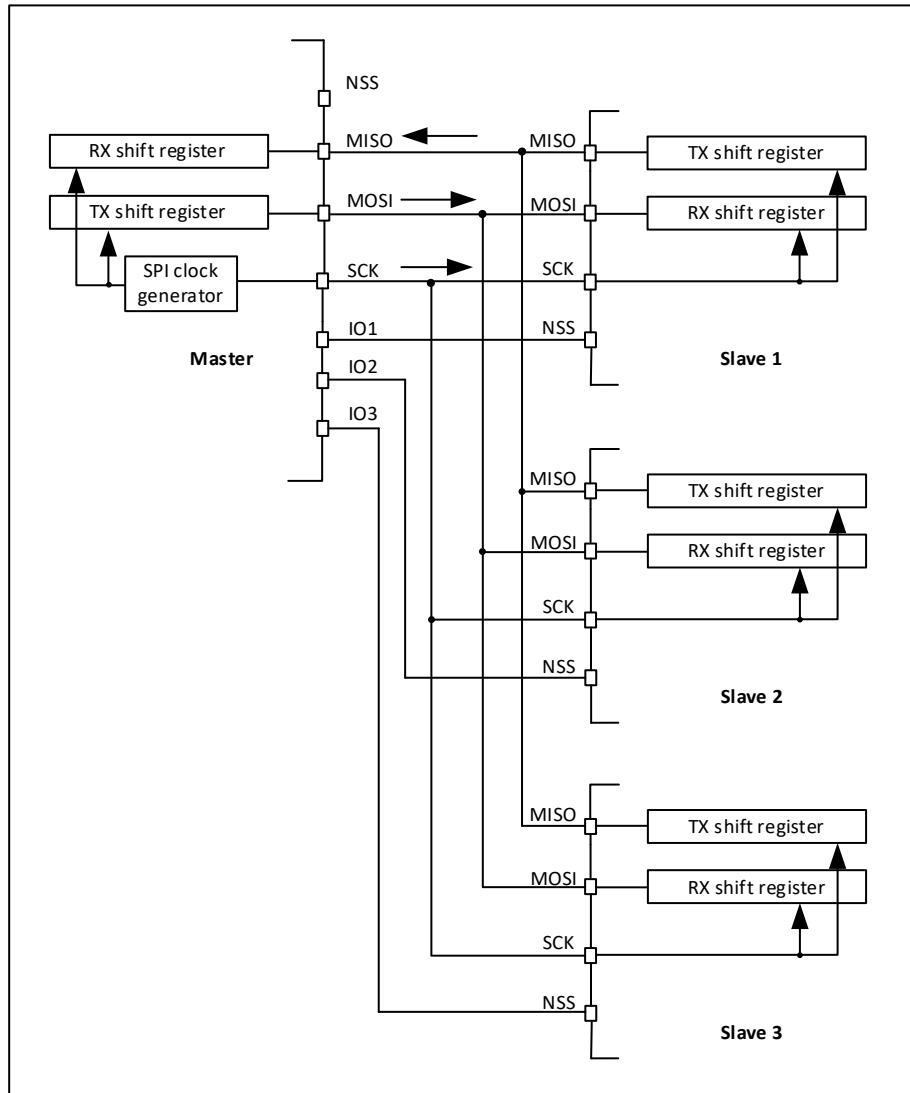 NSS
RX shift register
MISO
MISO
TX shift register
TX shift register
MOSI
MOSI
RX shift register
SPI clock
generator
SCK
SCK
IO1
NSS
Master
Slave 1
IO2
IO3
MISO
TX shift register
MOSI
RX shift register
SCK
NSS
Slave 2
MISO
TX shift register
MOSI
RX shift register
SCK
NSS
Slave 3